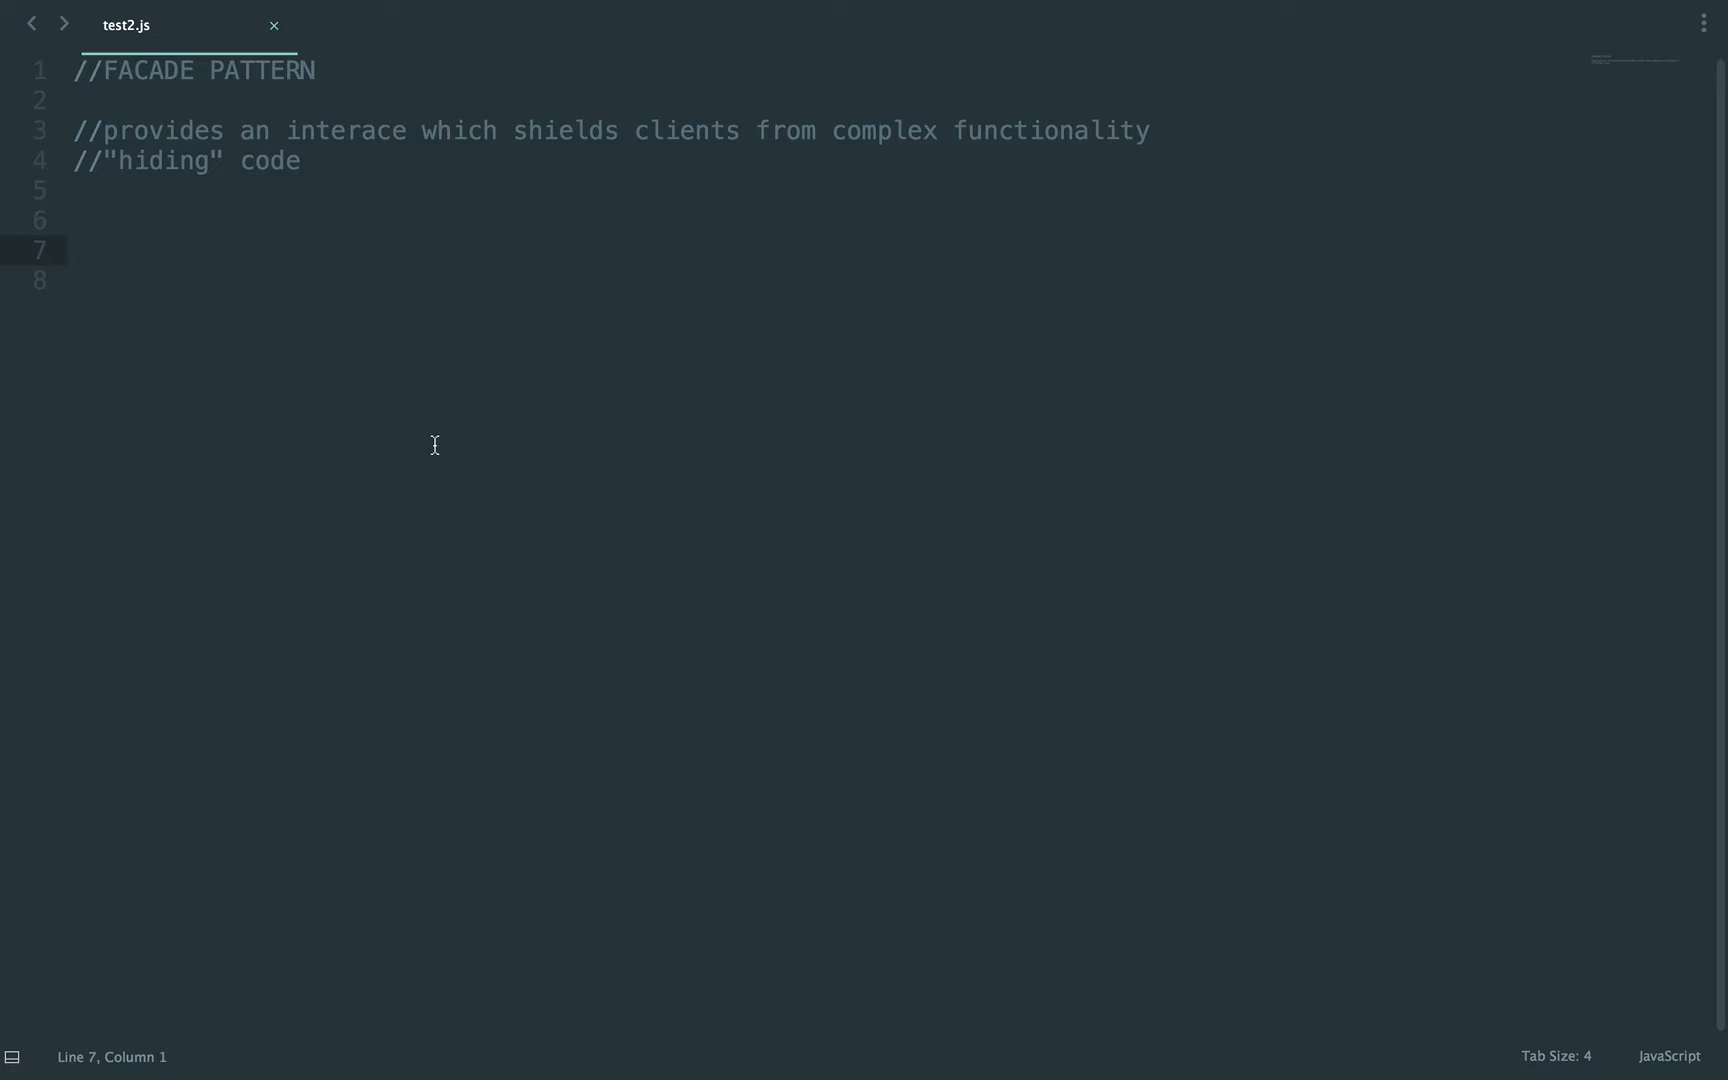 test2.js ×
1 //FACADE PATTERN
2
3 //provides an interace which shields clients from complex functionality
4 //"hiding" code
5
6
7
8
Line 7, Column 1 Tab Size: 4 JavaScript